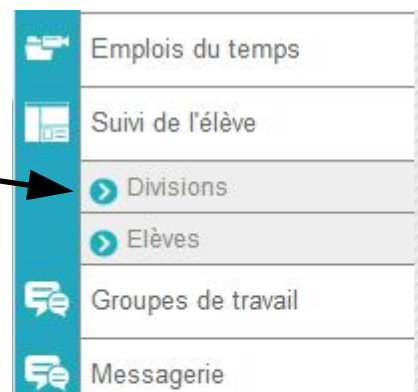 Emplois du temps
Suivi de l'élève
Divisions
Elèves
Groupes de travail
Messagerie